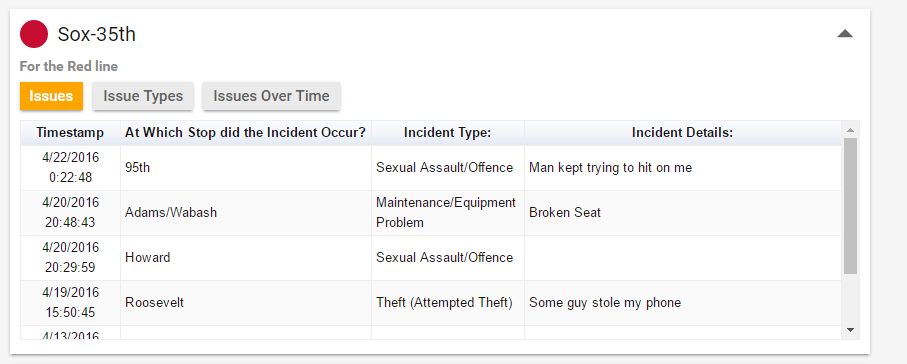 Sox-35th
For the Red line
Issues Issue Types Issues Over Time
Timestamp At Which Stop did the Incident Occur? Incident Type: Incident Details:
4/22/2016
0:22:48 95th Sexual Assault/Offence Man kept trying to hit on me
4/20/2016
20:48:43 Adams/Wabash Maintenance/Equipment
Problem Broken Seat
4/20/2016
20:29:59 Howard Sexual Assault/Offence
4/19/2016
15:50:45 Roosevelt Theft (Attempted Theft) Some guy stole my phone
4/13/2016